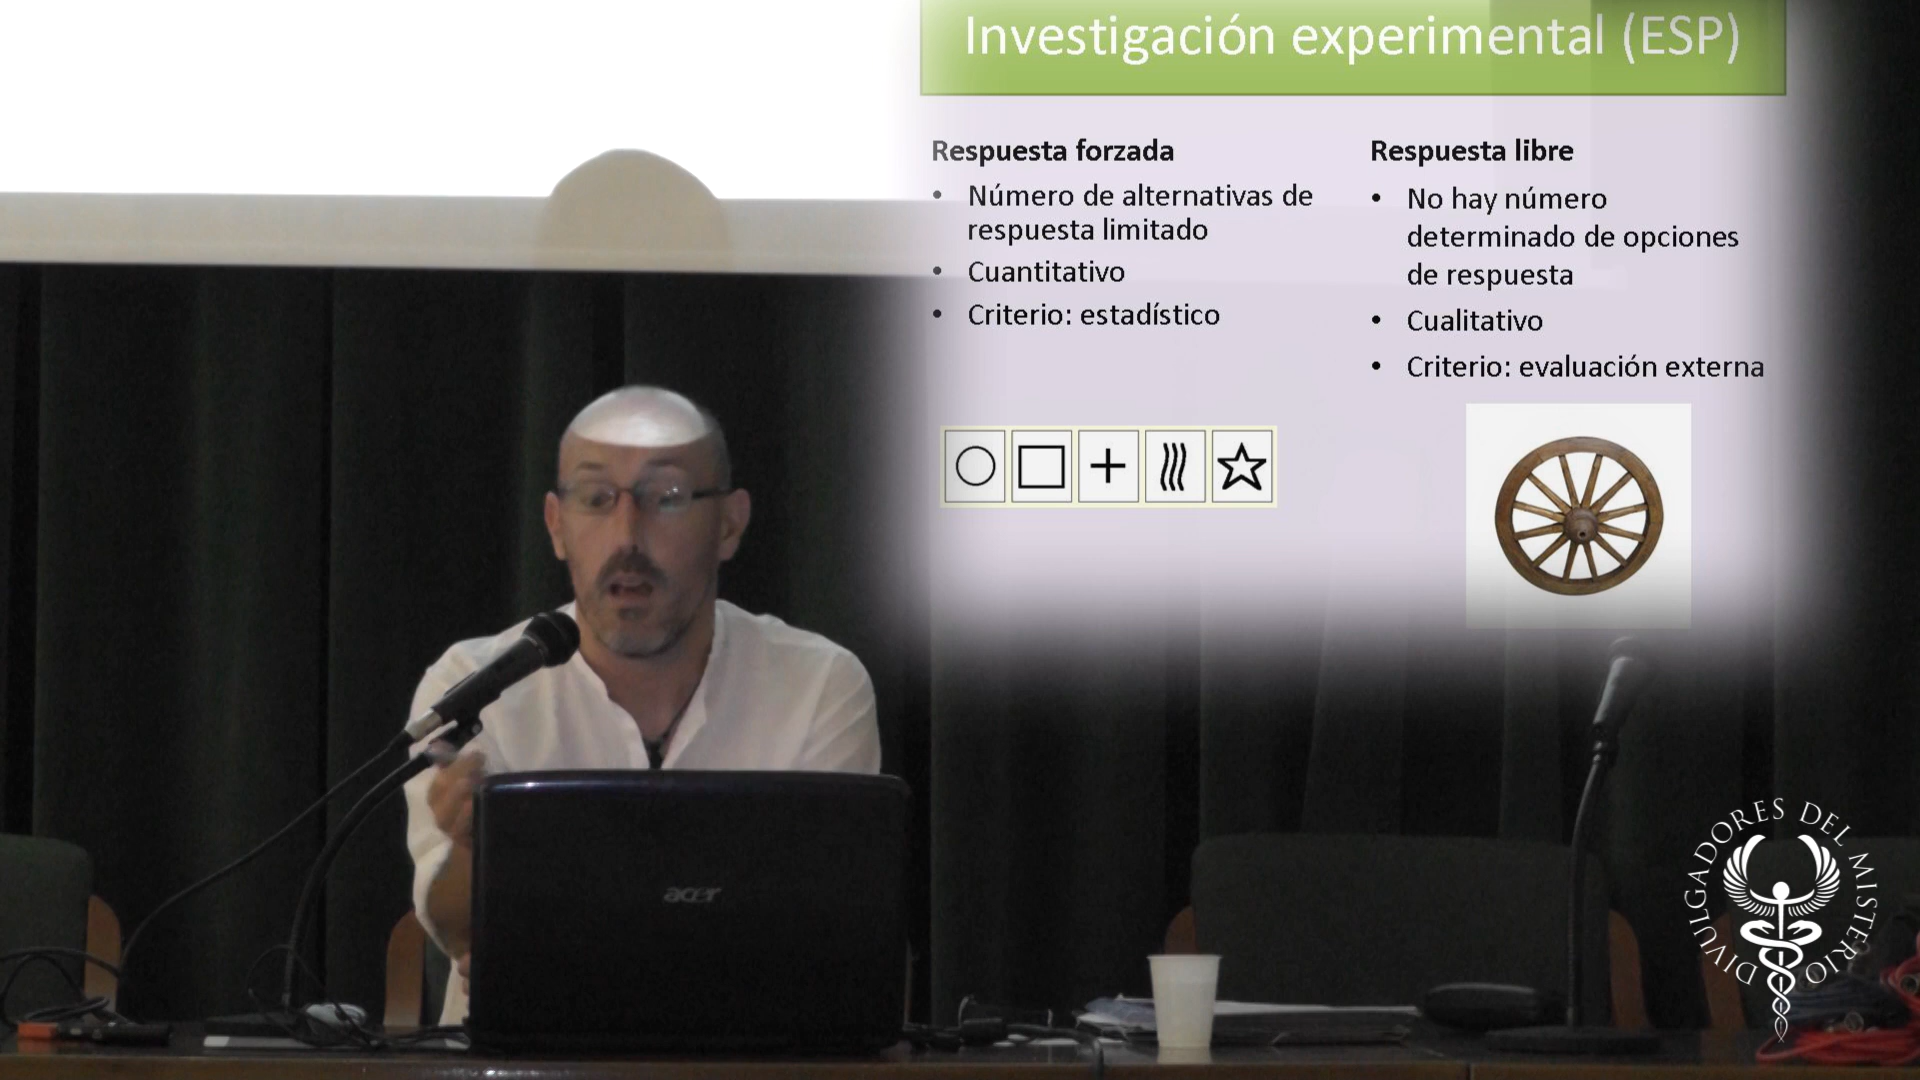 Investigación experimental (ESP)
Respuesta forzada
• Número de alternativas de
respuesta limitado
• Cuantitativo
• Criterio: estadístico
Respuesta libre
• No hay número
determinado de opciones
de respuesta
• Cualitativo
• Criterio: evaluación externa
acer
DIVULGADORES DEL MISTERIO